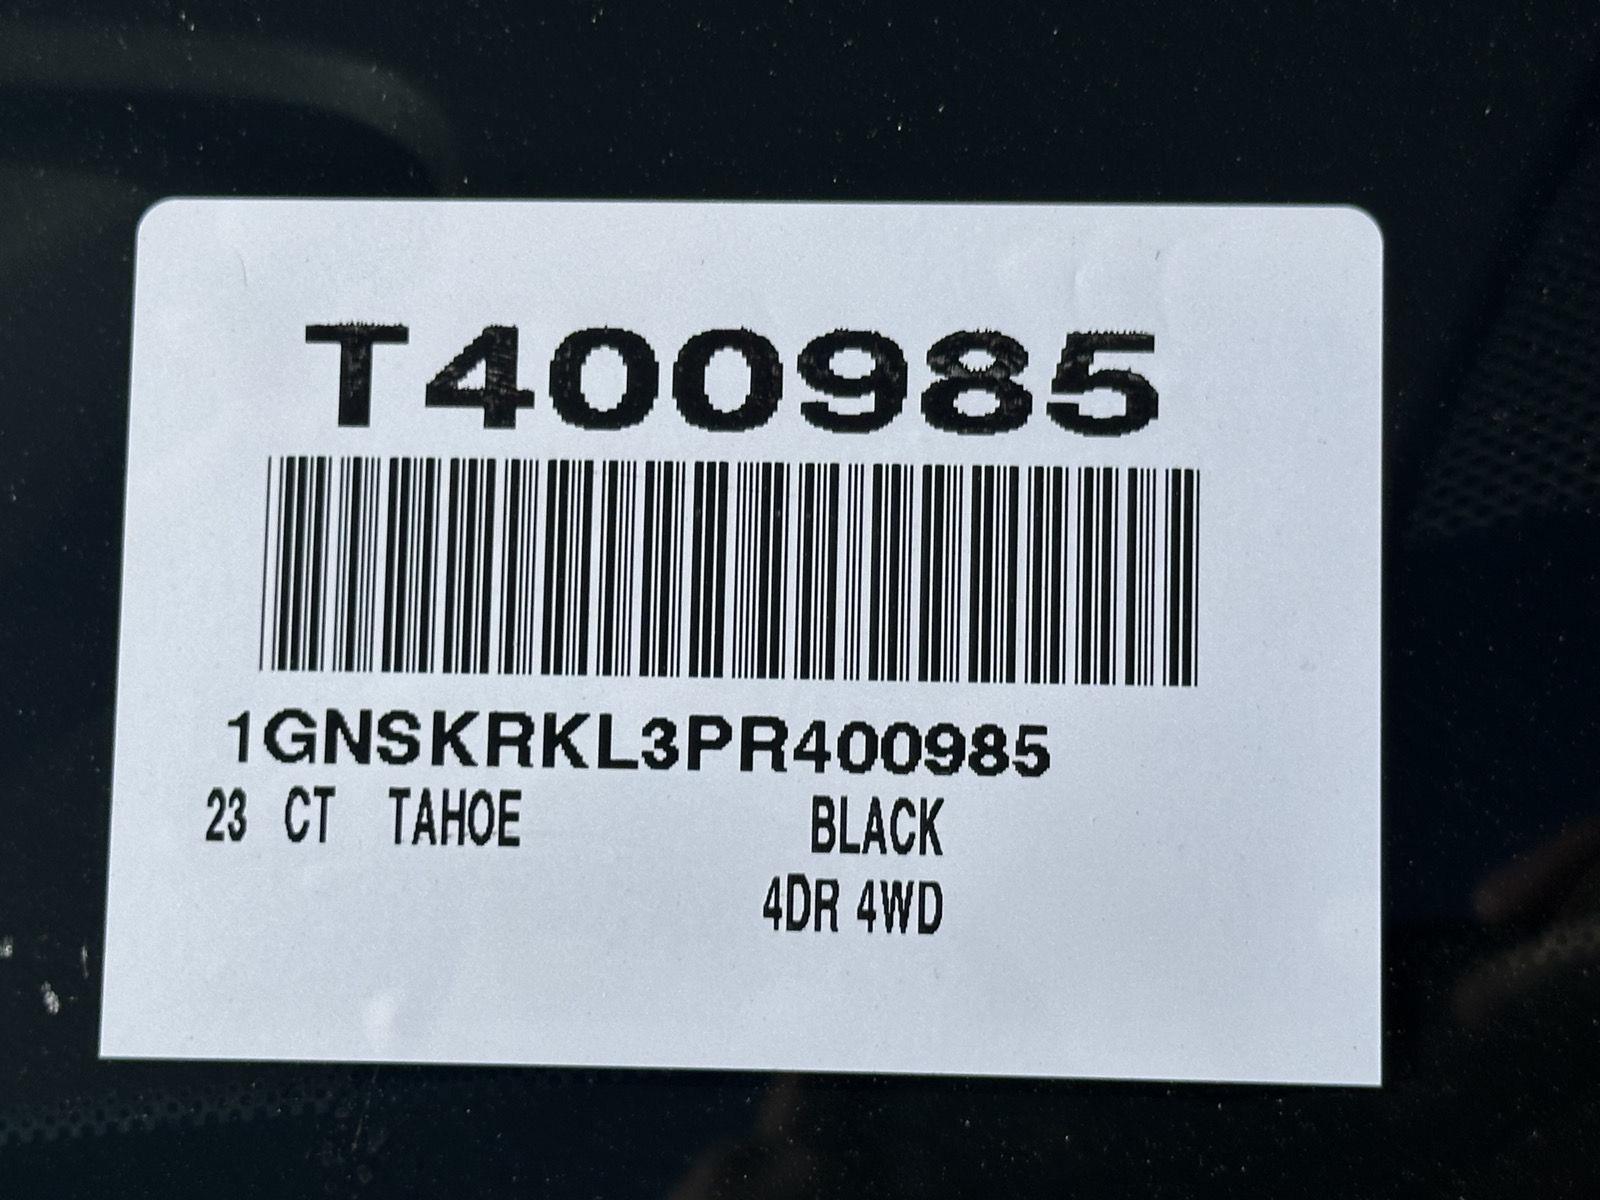 T400985
1GNSKRKL3PR400985
23 CT TAHOE BLACK
4DR 4WD